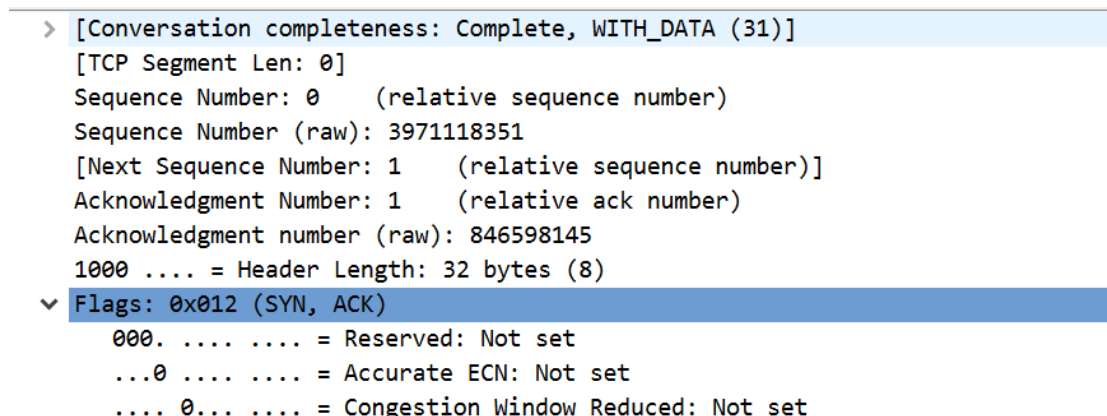 [Conversation completeness: Complete, WITH_DATA (31)]
[TCP Segment Len: 0]
Sequence Number: 0    (relative sequence number)
Sequence Number (raw): 3971118351
[Next Sequence Number: 1    (relative sequence number)]
Acknowledgment Number: 1    (relative ack number)
Acknowledgment number (raw): 846598145
1000 .... = Header Length: 32 bytes (8)
Flags: 0x012 (SYN, ACK)
000. .... .... = Reserved: Not set
...0 .... .... = Accurate ECN: Not set
.... 0... .... = Congestion Window Reduced: Not set